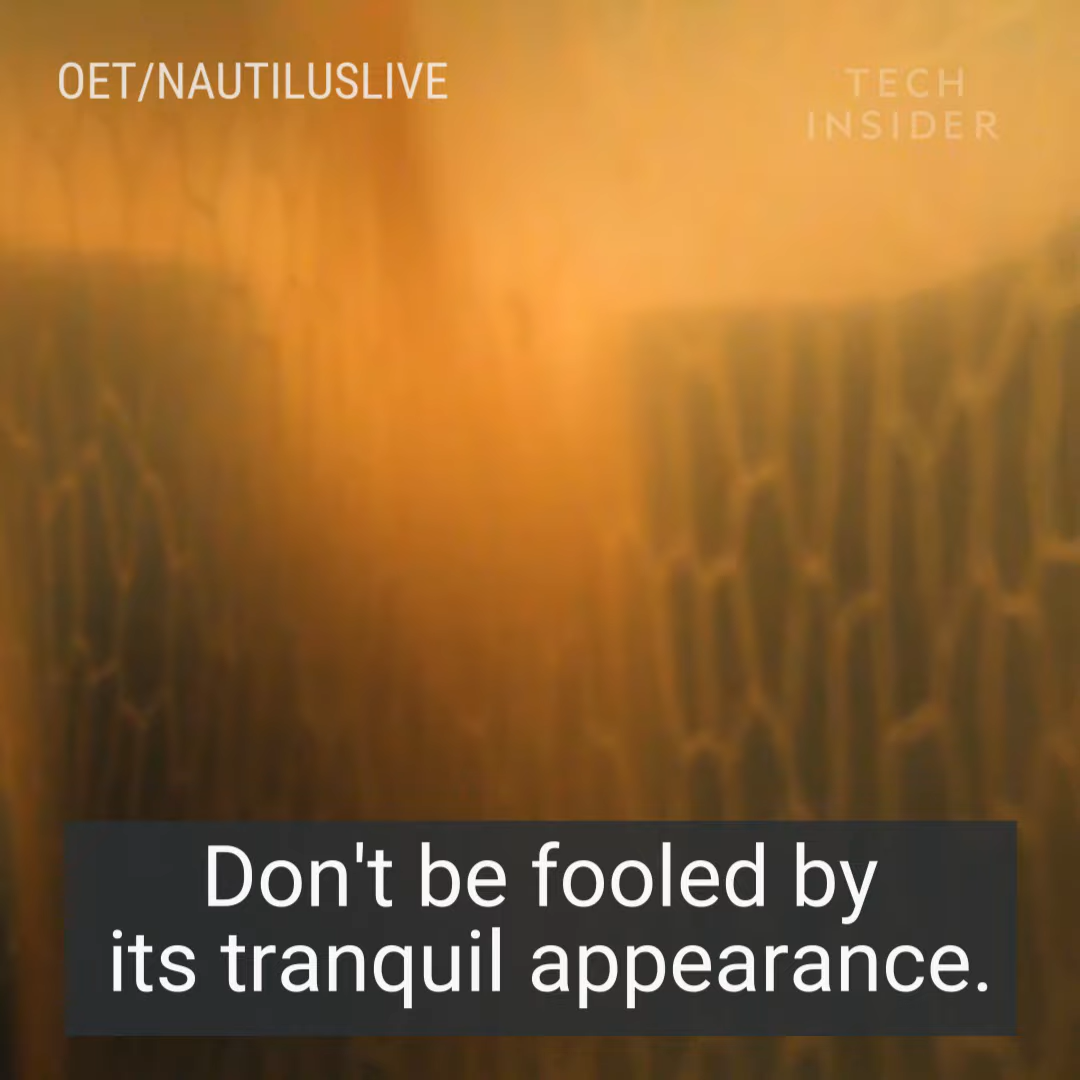 OET/NAUTILUSLIVE
TECH
INSIDER
Don't be fooled by
its tranquil appearance.